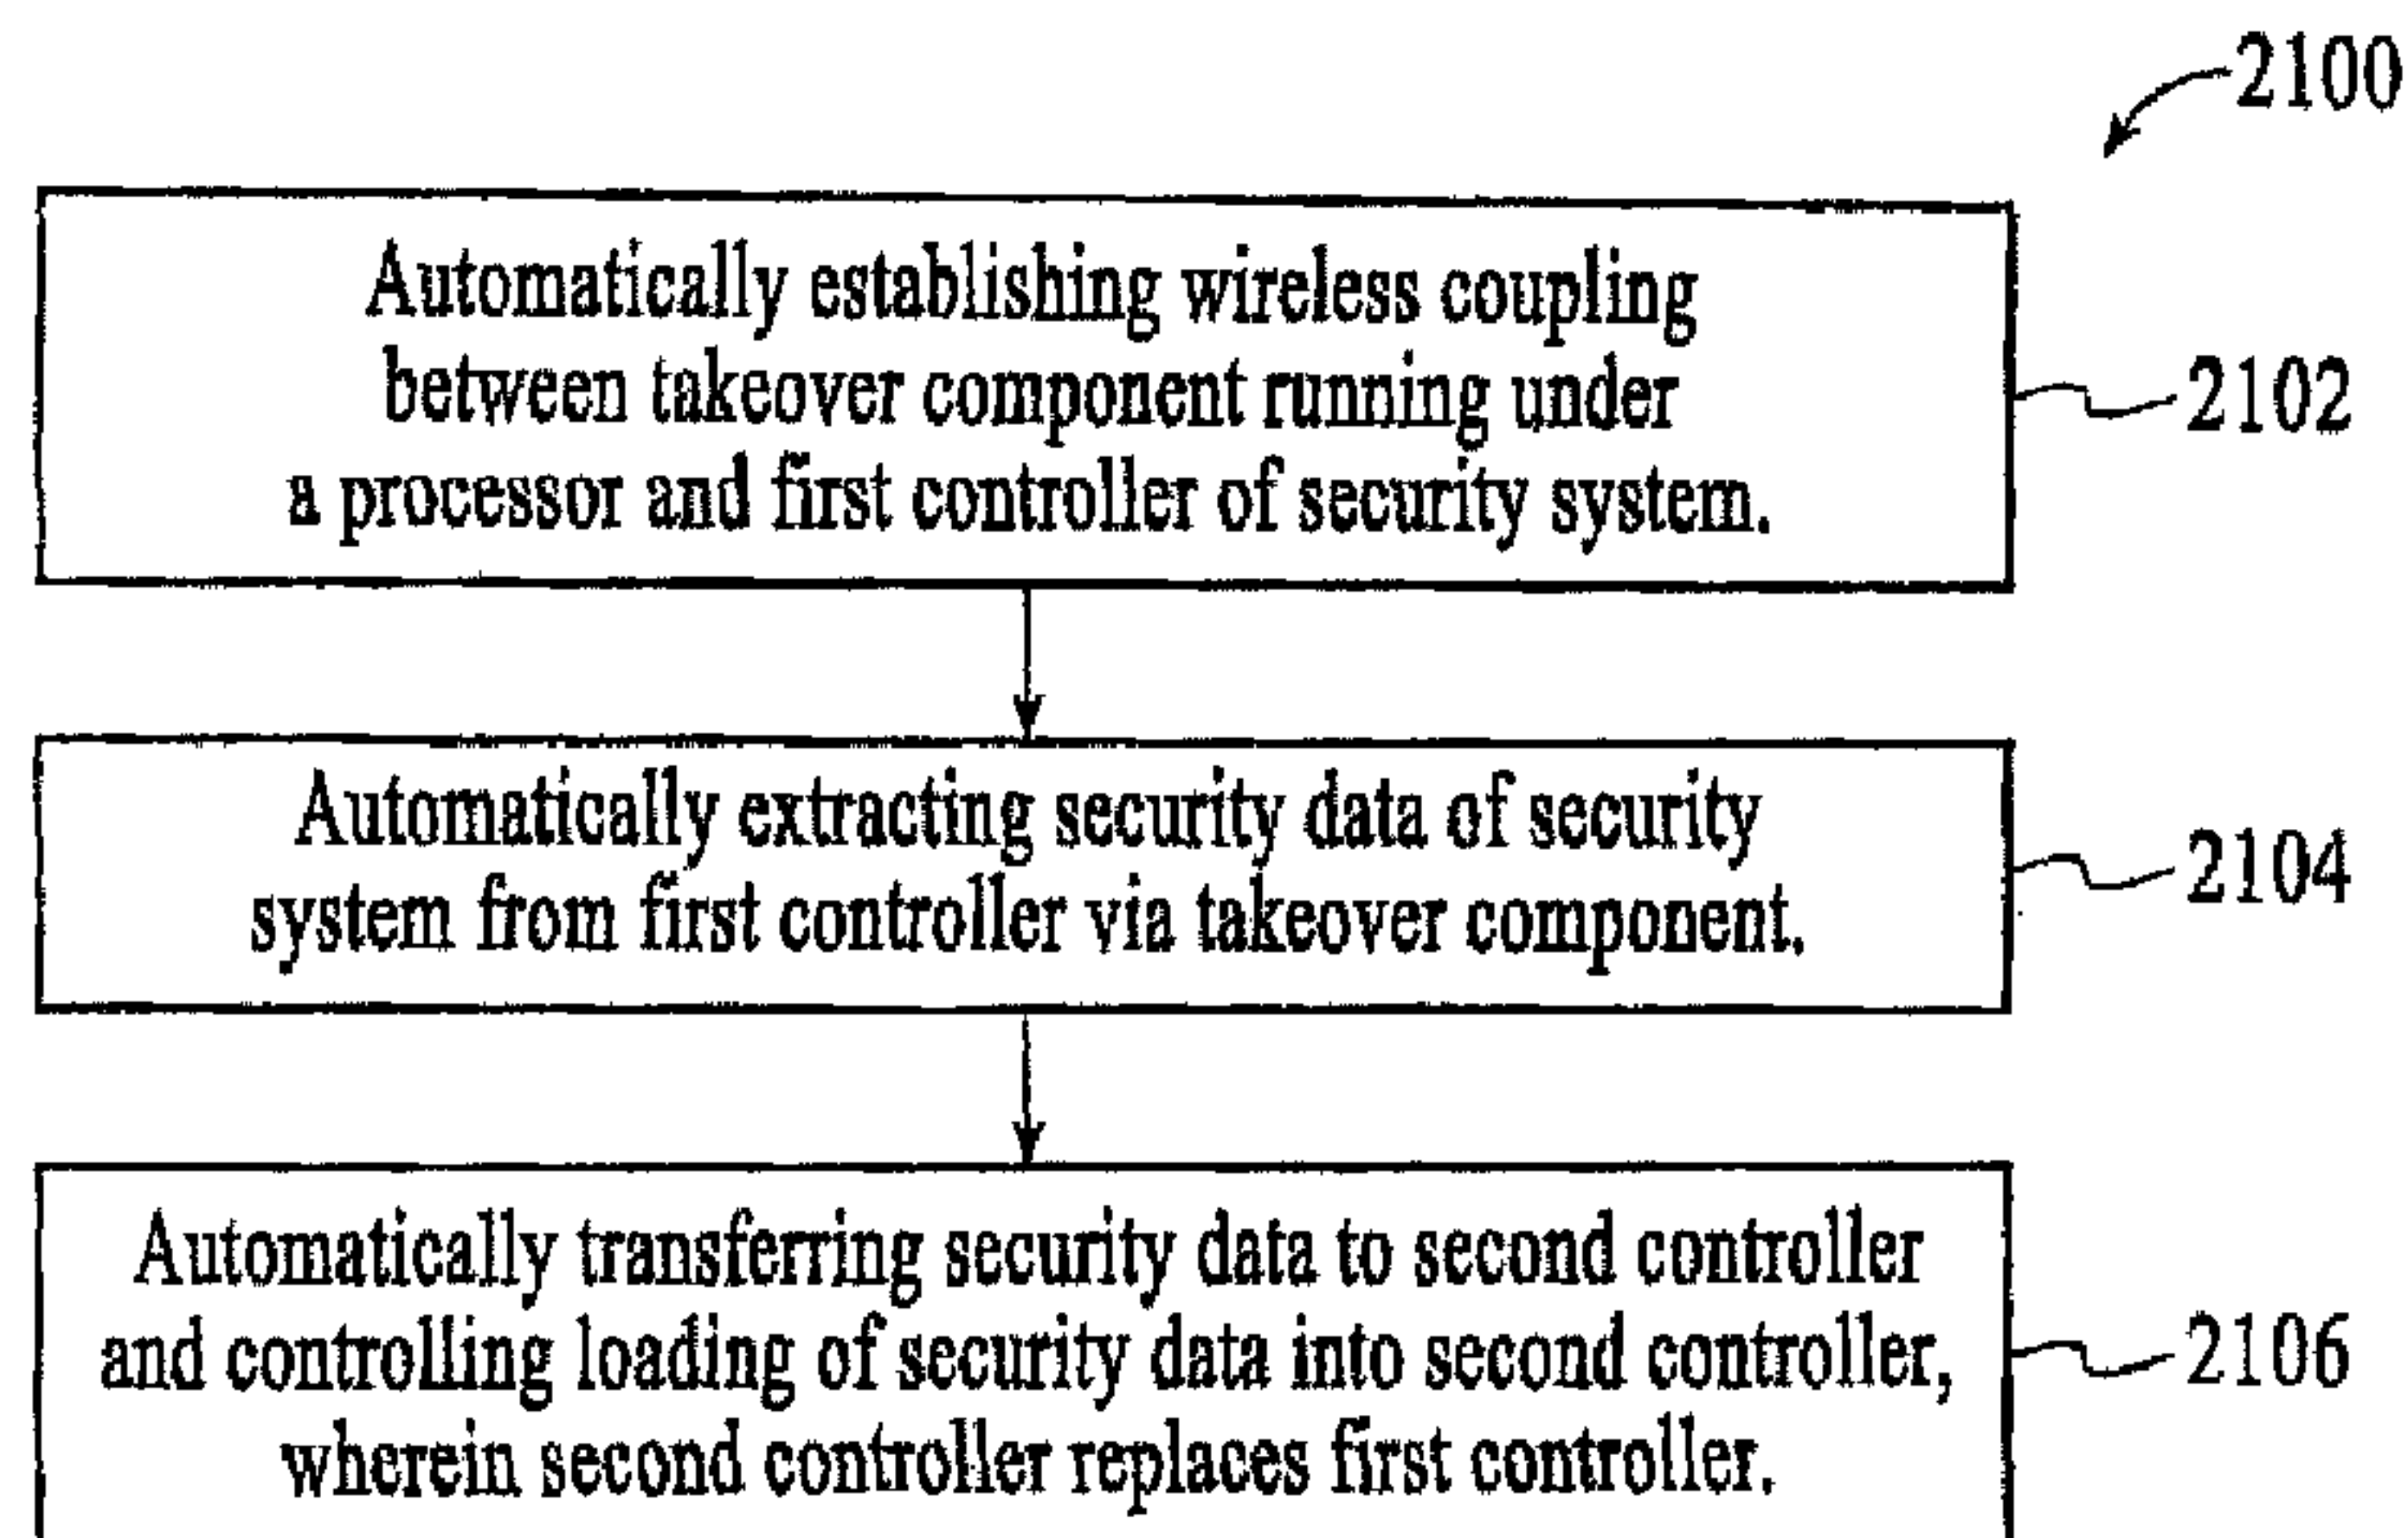 2100
Automatically establishing wireless coupling
between takeover component running under
a processor and first controller of security system.
2102
Automatically extracting security data of security
system from first controller via takeover component.
2104
Automatically transferring security data to second controller
and controlling loading of security data into second controller,
wherein second controller replaces first controller.
2106